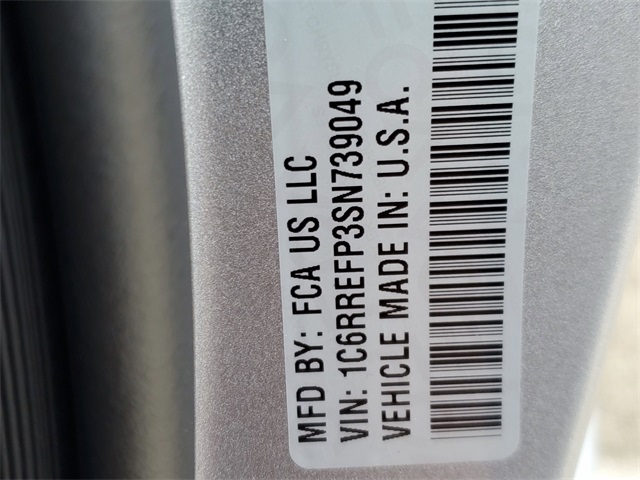 MFD BY: FCA US LLC
VIN: 1C6RREFP3SN739049
VEHICLE MADE IN: U.S.A.